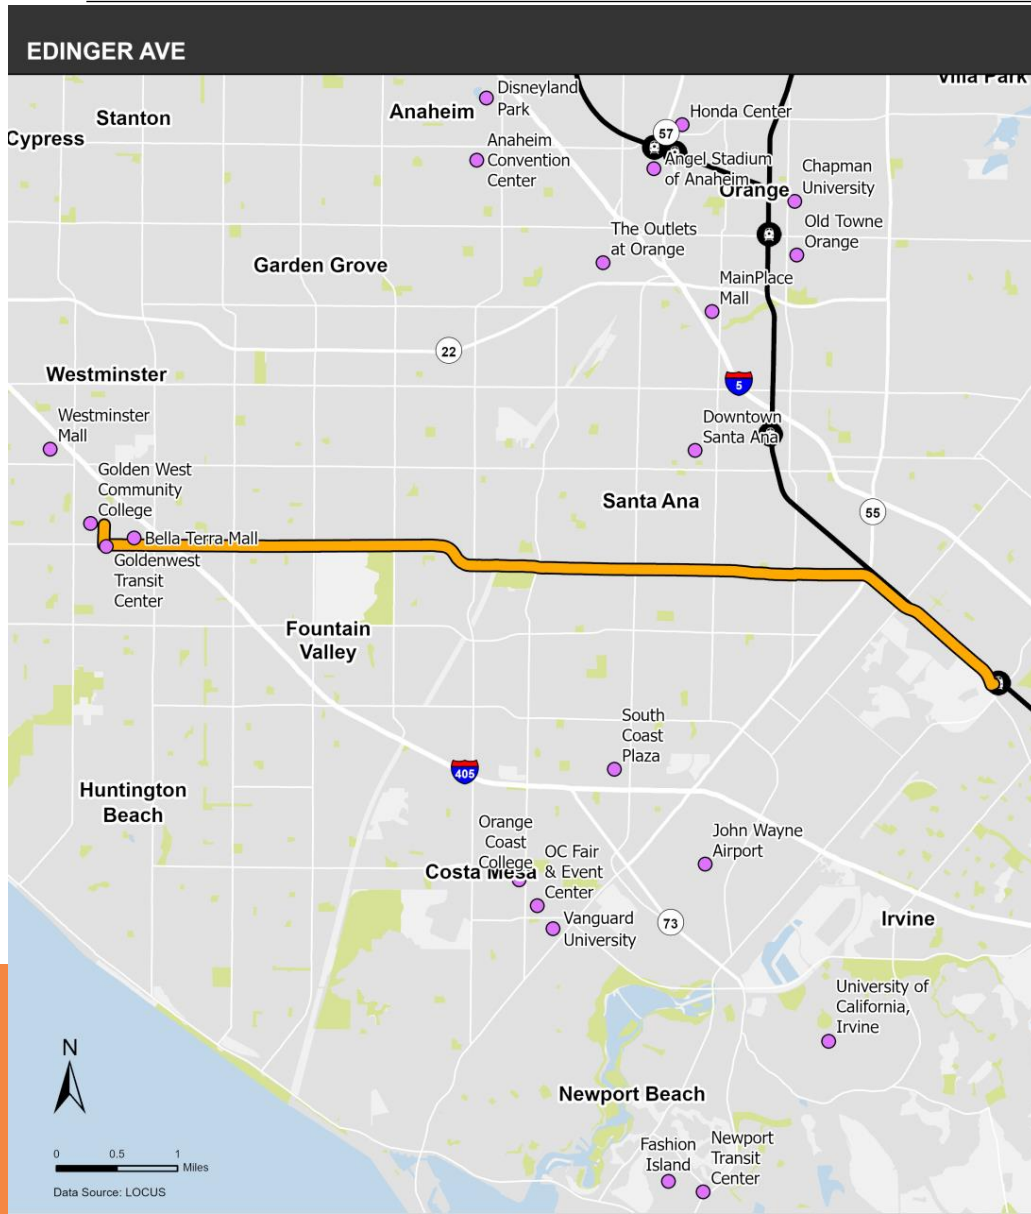 EDINGER AVE
Villa Park
Disneyland
Park
Anaheim
Stanton
Cypress
Honda Center
57
Anaheim
Convention
Center
Angel Stadium
of Anaheim
Orange
Chapman
University
Old Towne
Orange
The Outlets
at Orange
Garden Grove
MainPlace
Mall
22
Westminster
5
Westminster
Mall
Downtown
Santa Ana
Golden West
Community
College
Santa Ana
55
Bella Terra Mall
Goldenwest
Transit
Center
Fountain
Valley
South
Coast
Plaza
405
Huntington
Beach
Orange
Coast
College
John Wayne
Airport
OC Fair
& Event
Center
Costa Mesa
Vanguard
University
73
Irvine
University of
California,
Irvine
N
Newport Beach
Fashion
Island
Newport
Transit
Center
0 0.5 1
Miles
Data Source: LOCUS